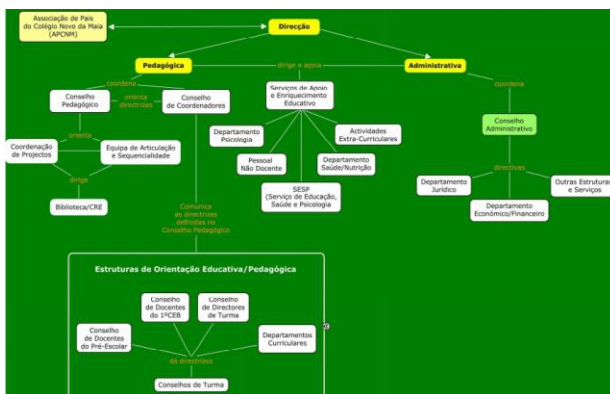 Associação de Pais
do Colégio Novo da Maia
(APCNM)
Direcção
Pedagógica
dirige e apoia
Administrativa
coordena
coordena
Conselho
Pedagógico
orienta
directrizes
Conselho
de Coordenadores
Serviços de Apoio
e Enriquecimento
Educativo
Conselho
Administrativo
Departamento
Psicologia
Actividades
Extra-Curriculares
orienta
Coordenação
de Projectos
Equipa de Articulação
e Sequencialidade
Pessoal
Não Docente
Departamento
Saúde/Nutrição
directivas
dirige
SESP
(Serviço de Educação,
Saúde e Psicologia)
Departamento
Jurídico
Outras Estruturas
e Serviços
Departamento
Económico/Financeiro
Biblioteca/CRE
Comunica
as directrizes
definidas no
Conselho Pedagógico
Estruturas de Orientação Educativa/Pedagógica
Conselho
de Docentes
do 1ºCEB
Conselho
de Directores
de Turma
Conselho
de Docentes
do Pré-Escolar
Departamentos
Curriculares
dá directrizes
Conselhos de Turma